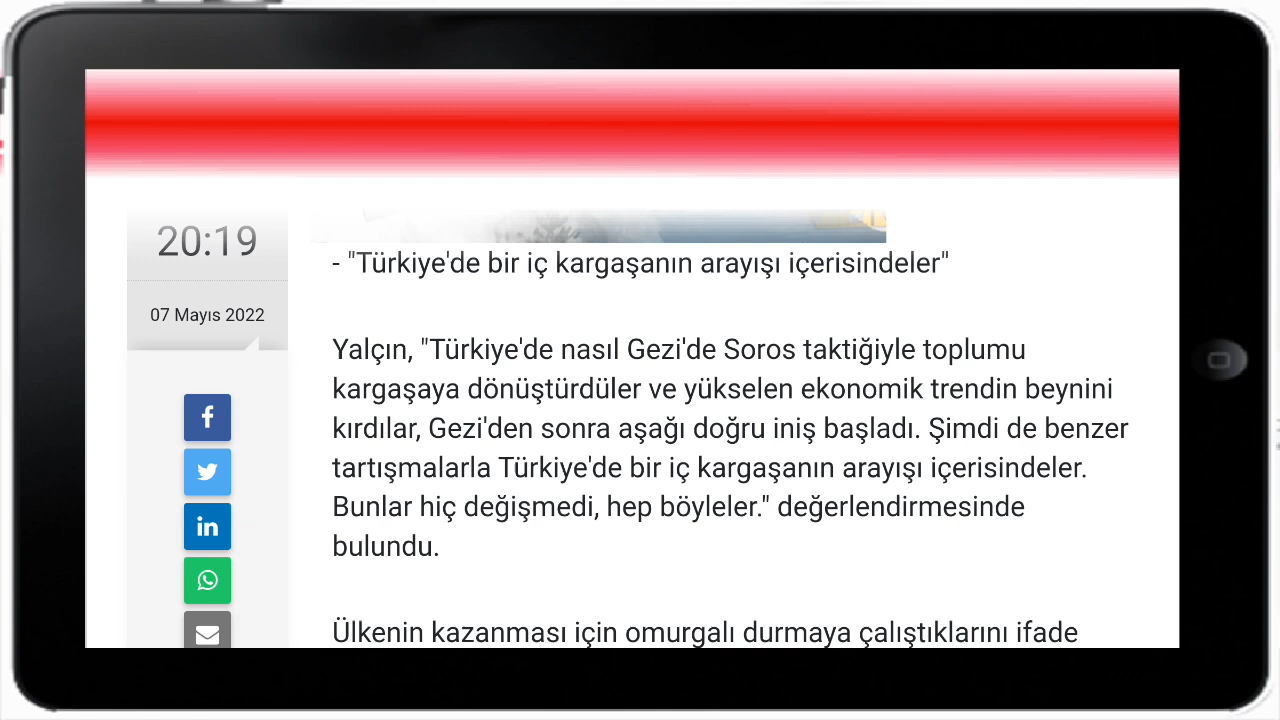 20:19
07 Mayıs 2022
- "Türkiye'de bir iç kargaşanın arayışı içerisindeler"
Yalçın, "Türkiye'de nasıl Gezi'de Soros taktiğiyle toplumu
kargaşaya dönüştürdüler ve yükselen ekonomik trendin beynini
kırdılar, Gezi'den sonra aşağı doğru iniş başladı. Şimdi de benzer
tartışmalarla Türkiye'de bir iç kargaşanın arayışı içerisindeler.
Bunlar hiç değişmedi, hep böyleler." değerlendirmesinde
bulundu.
Ülkenin kazanması için omurgalı durmaya çalıştıklarını ifade